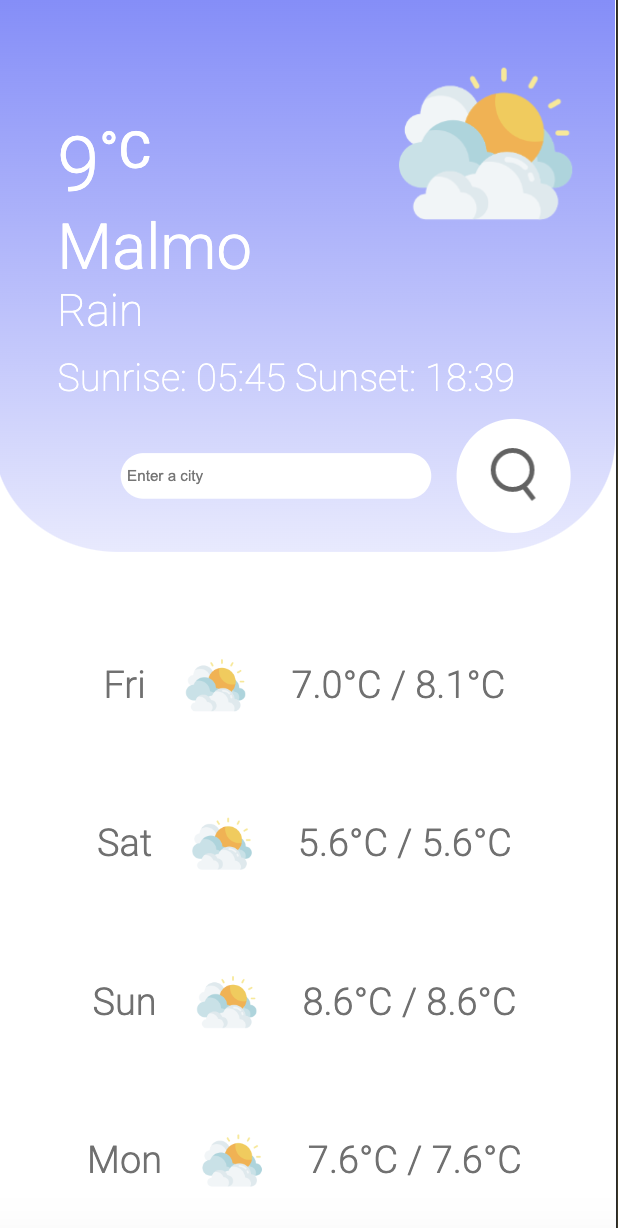 9°C
Malmo
Rain
Sunrise: 05:45 Sunset: 18:39
Enter a city
Fri 7.0°C / 8.1°C
Sat 5.6°C / 5.6°C
Sun 8.6°C / 8.6°C
Mon 7.6°C / 7.6°C